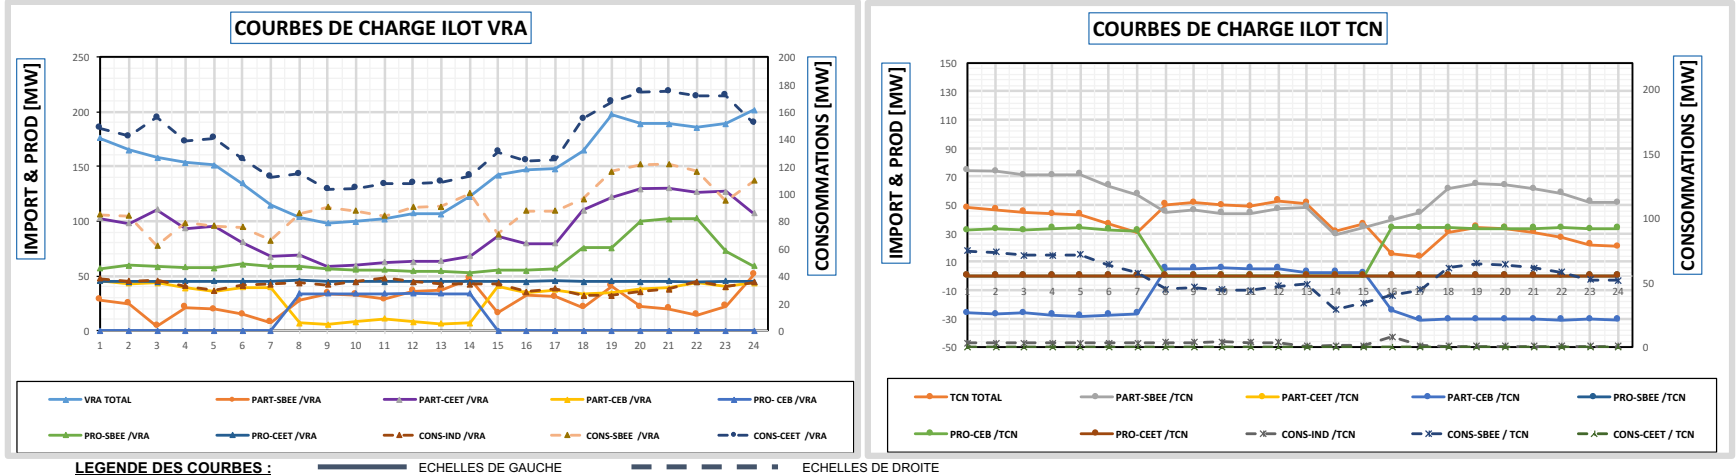 COURBES DE CHARGE ILOT VRA
IMPORT & PROD [MW]
CONSOMMATIONS [MW]
250
200
150
100
50
0
200
180
160
140
120
100
80
60
40
20
0
1 2 3 4 5 6 7 8 9 10 11 12 13 14 15 16 17 18 19 20 21 22 23 24
VRA TOTAL PART-SBEE /VRA PART-CEET /VRA PART-CEB /VRA PRO- CEB /VRA
PRO-SBEE /VRA PRO-CEET /VRA CONS-IND /VRA CONS-SBEE /VRA CONS-CEET /VRA
COURBES DE CHARGE ILOT TCN
IMPORT & PROD [MW]
CONSOMMATIONS [MW]
150
130
110
90
70
50
30
10
-10
-30
-50
200
150
100
50
0
1 2 3 4 5 6 7 8 9 10 11 12 13 14 15 16 17 18 19 20 21 22 23 24
TCN TOTAL PART-SBEE /TCN PART-CEET /TCN PART-CEB /TCN PRO-SBEE /TCN
PRO-CEB /TCN PRO-CEET /TCN CONS-IND /TCN CONS-SBEE / TCN CONS-CEET / TCN
LEGENDE DES COURBES : ECHELLES DE GAUCHE ECHELLES DE DROITE